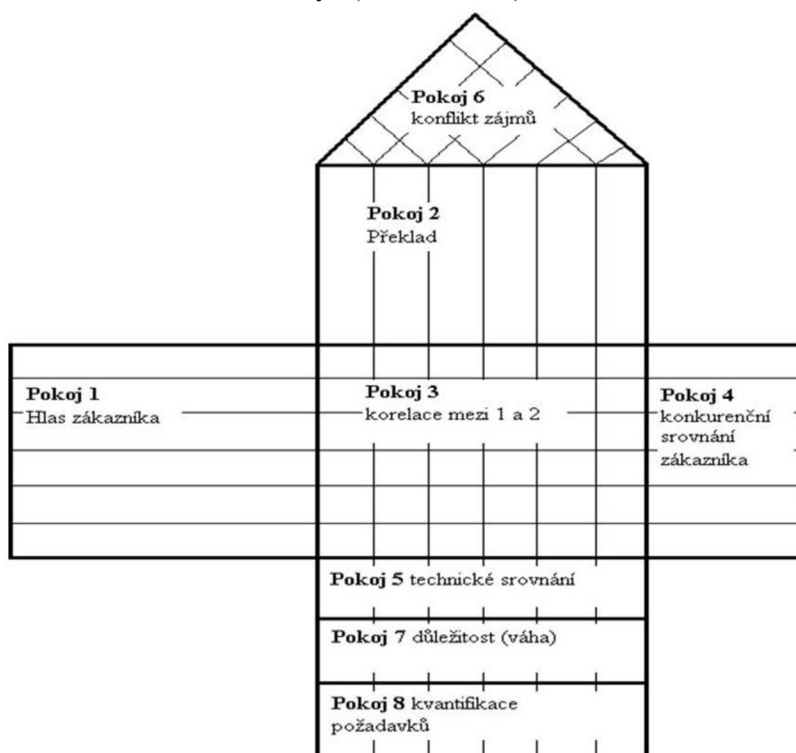 Pokoj 6
konflikt zájmů
Pokoj 2
Překlad
Pokoj 1
Hlas zákazníka
Pokoj 3
korelace mezi 1 a 2
Pokoj 4
konkurenční
srovnání
zákazníka
Pokoj 5 technické srovnání
Pokoj 7 důležitost (váha)
Pokoj 8 kvantifikace
požadavků